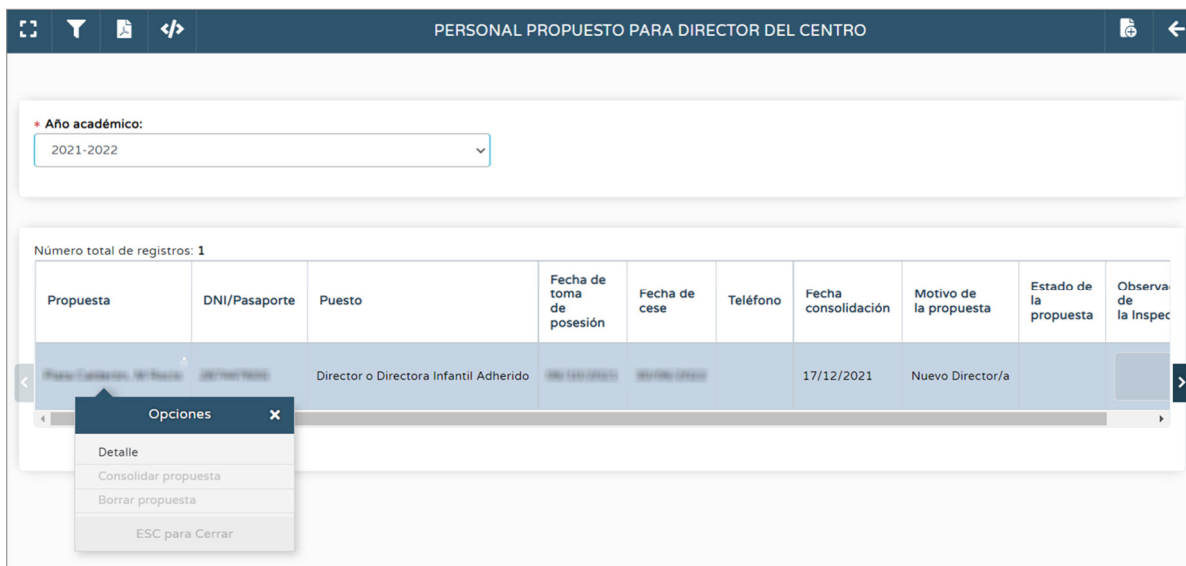 PERSONAL PROPUESTO PARA DIRECTOR DEL CENTRO
* Año académico:
2021-2022
Número total de registros: 1
Propuesta
DNI/Pasaporte
Puesto
Fecha de
toma
de
posesión
Fecha de
cese
Teléfono
Fecha
consolidación
Motivo de
la propuesta
Estado de
la
propuesta
Observa
de
la Inspec
Director o Directora Infantil Adherido
17/12/2021
Nuevo Director/a
Opciones
Detalle
Consolidar propuesta
Borrar propuesta
ESC para Cerrar